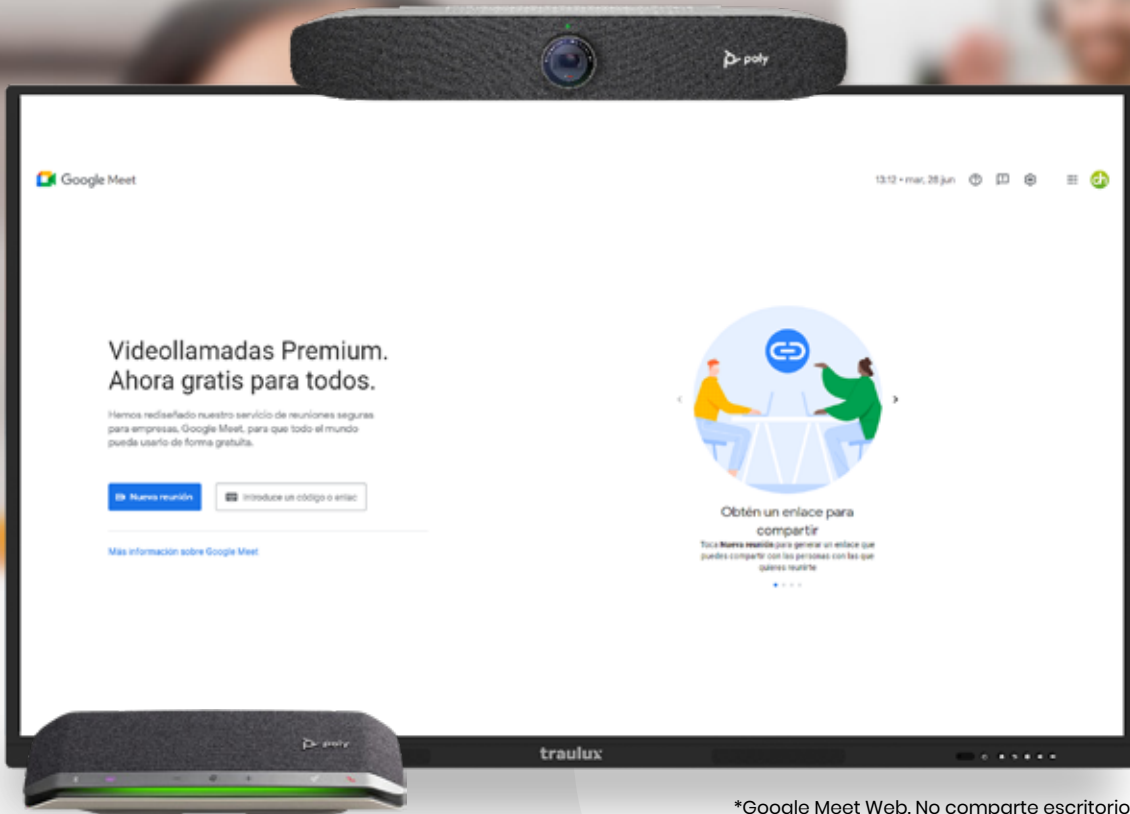 poly
Google Meet
13:12 • mar, 28 jun
Videollamadas Premium.
Ahora gratis para todos.
Hemos rediseñado nuestro servicio de reuniones seguras
para empresas, Google Meet, para que todo el mundo
pueda usarlo de forma gratuita.
Nueva reunión
Introduce un código o enlac
Más información sobre Google Meet
Obtén un enlace para
compartir
Toca Nueva reunión para generar un enlace que
puedes compartir con las personas con las que
quieres reunirte
poly
traulux
*Google Meet Web. No comparte escritorio